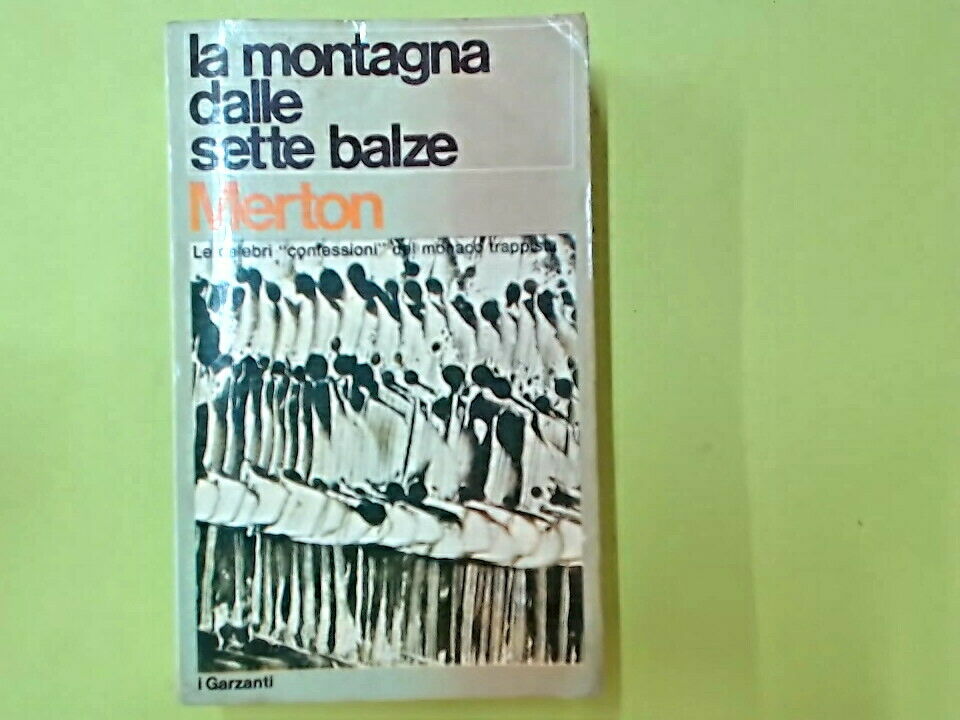 la montagna
dalle
sette balze
Merton
Le celebri "confessioni" del monaco trappista
i Garzanti